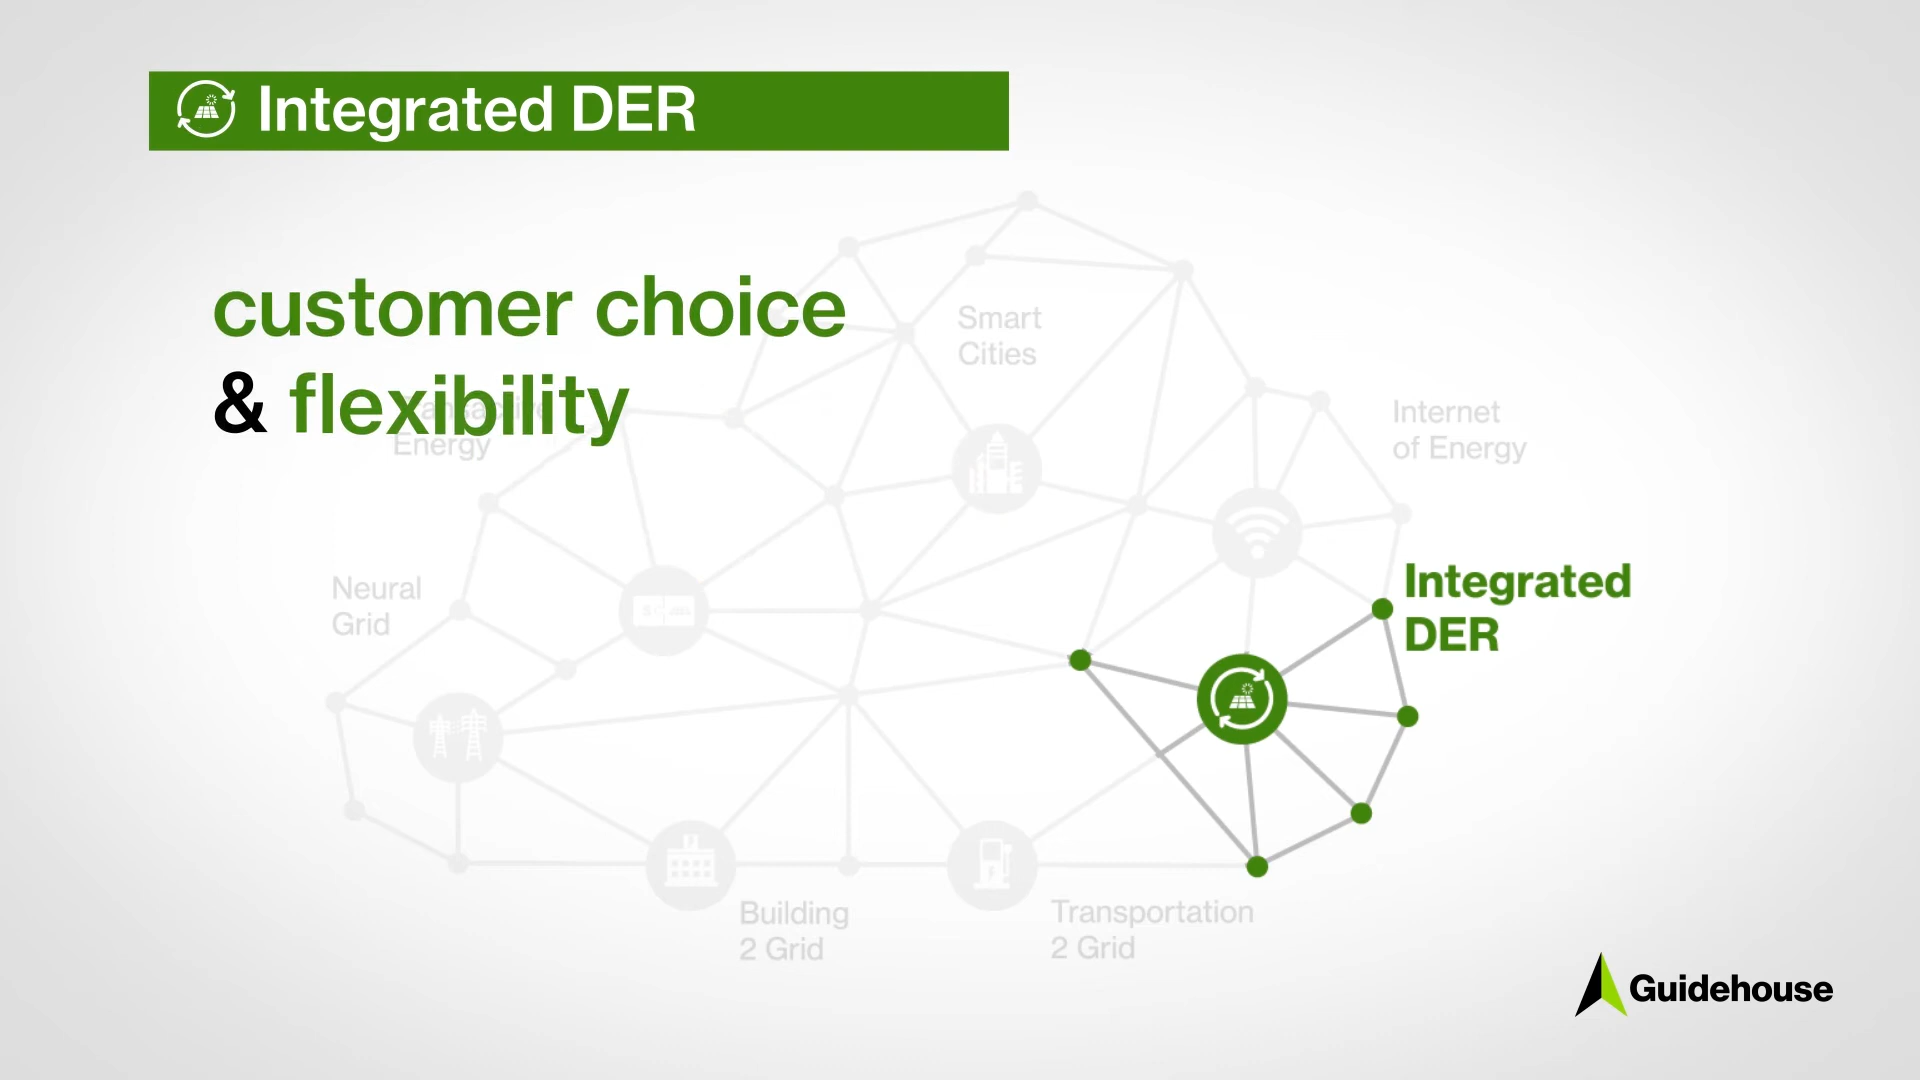 Integrated DER
customer choice
& flexibility
Smart
Cities
Transactive
Energy
Internet
of Energy
Integrated
DER
Neural
Grid
Building
2 Grid
Transportation
2 Grid
Guidehouse